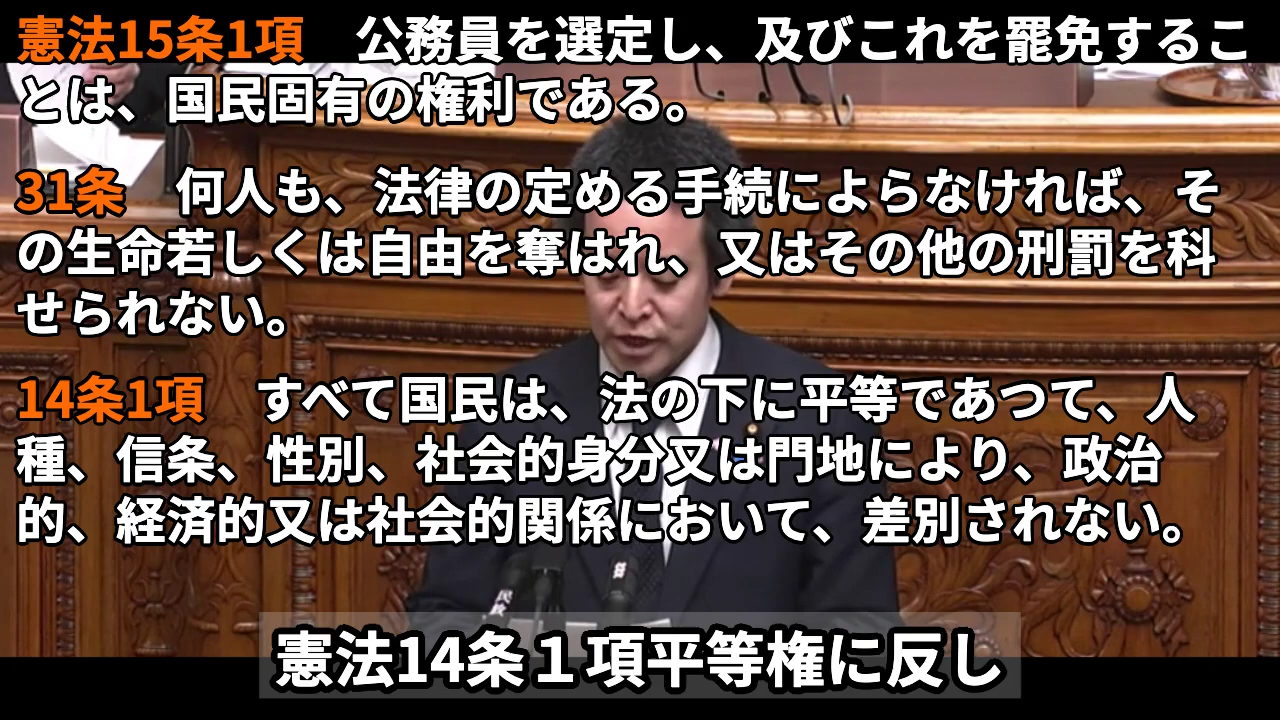 憲法15条1項　公務員を選定し、及びこれを罷免するこ
とは、国民固有の権利である。
31条　何人も、法律の定める手続によらなければ、そ
の生命若しくは自由を奪はれ、又はその他の刑罰を科
せられない。
14条1項　すべて国民は、法の下に平等であつて、人
種、信条、性別、社会的身分又は門地により、政治
的、経済的又は社会的関係において、差別されない。
民放
憲法14条１項平等権に反し